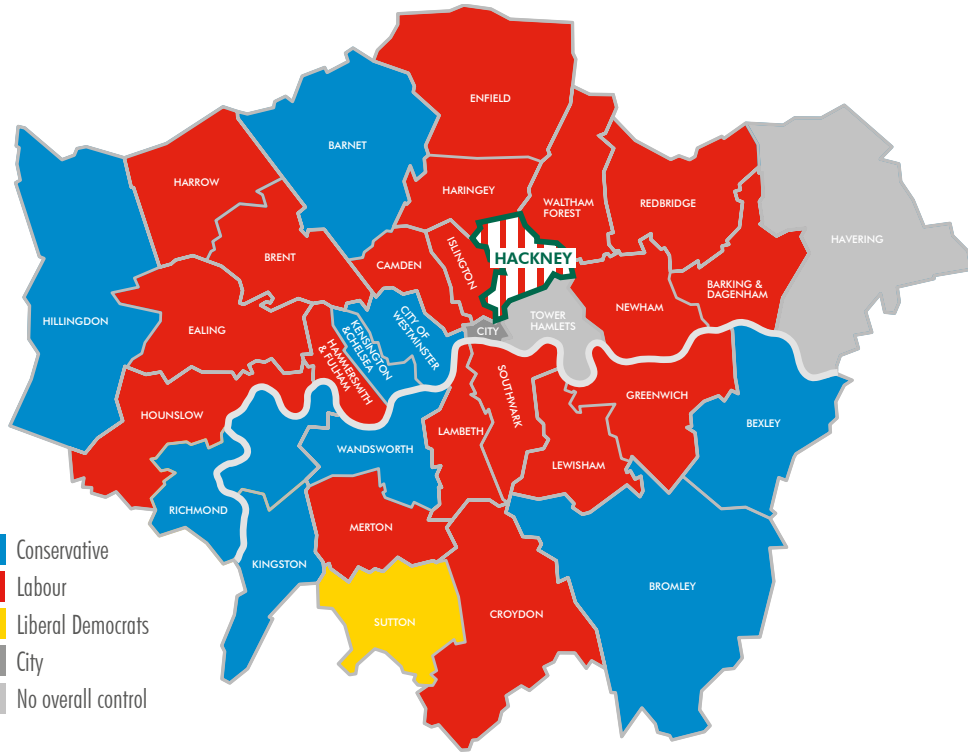 ENFIELD
BARNET
HARROW
HARINGEY
WALTHAM
FOREST
REDBRIDGE
HAVERING
ISLINGTON
HACKNEY
BRENT
CAMDEN
BARKING &
DAGENHAM
NEWHAM
HILLINGDON
EALING
TOWER
HAMLETS
CITY
CITY OF
WESTMINSTER
KENSINGTON
& CHELSEA
HAMMERSMITH
& FULHAM
HOUNSLOW
SOUTHWARK
GREENWICH
BEXLEY
LAMBETH
WANDSWORTH
LEWISHAM
RICHMOND
MERTON
KINGSTON
BROMLEY
CROYDON
SUTTON
Conservative
Labour
Liberal Democrats
City
No overall control